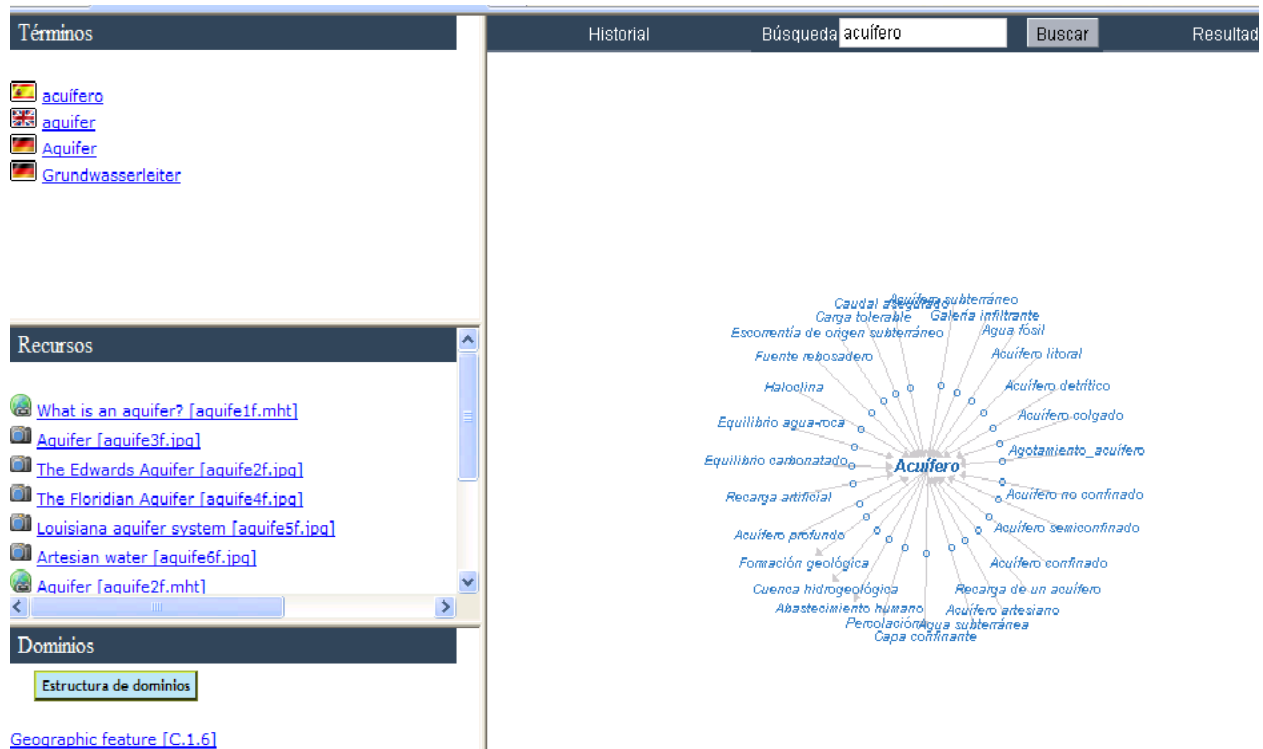 Términos
acuífero
aquifer
Aquifer
Grundwasserleiter
Recursos
What is an aquifer? [aquife1f.mht]
Aquifer [aquife3f.jpg]
The Edwards Aquifer [aquife2f.jpg]
The Floridian Aquifer [aquife4f.jpg]
Louisiana aquifer system [aquife5f.jpg]
Artesian water [aquife6f.jpg]
Aquifer [aquife2f.mht]
Dominios
Estructura de dominios
Geographic feature [C.1.6]
Historial Búsqueda acuífero Buscar Resultad
Acuífero subterráneo
Caudal asegurado
Carga tolerable Galería infiltrante
Escorrentía de origen subterráneo Agua fósil
Fuente rebosadero Acuífero litoral
Haloclina Acuífero detrítico
Equilibrio agua-roca Acuífero colgado
Equilibrio carbonatado Acuífero Agotamiento_acuífero
Recarga artificial Acuífero no confinado
Acuífero profundo Acuífero semiconfinado
Formación geológica Acuífero confinado
Cuenca hidrogeológica Recarga de un acuífero
Abastecimiento humano Acuífero artesiano
Percolación Agua subterránea
Capa confinante